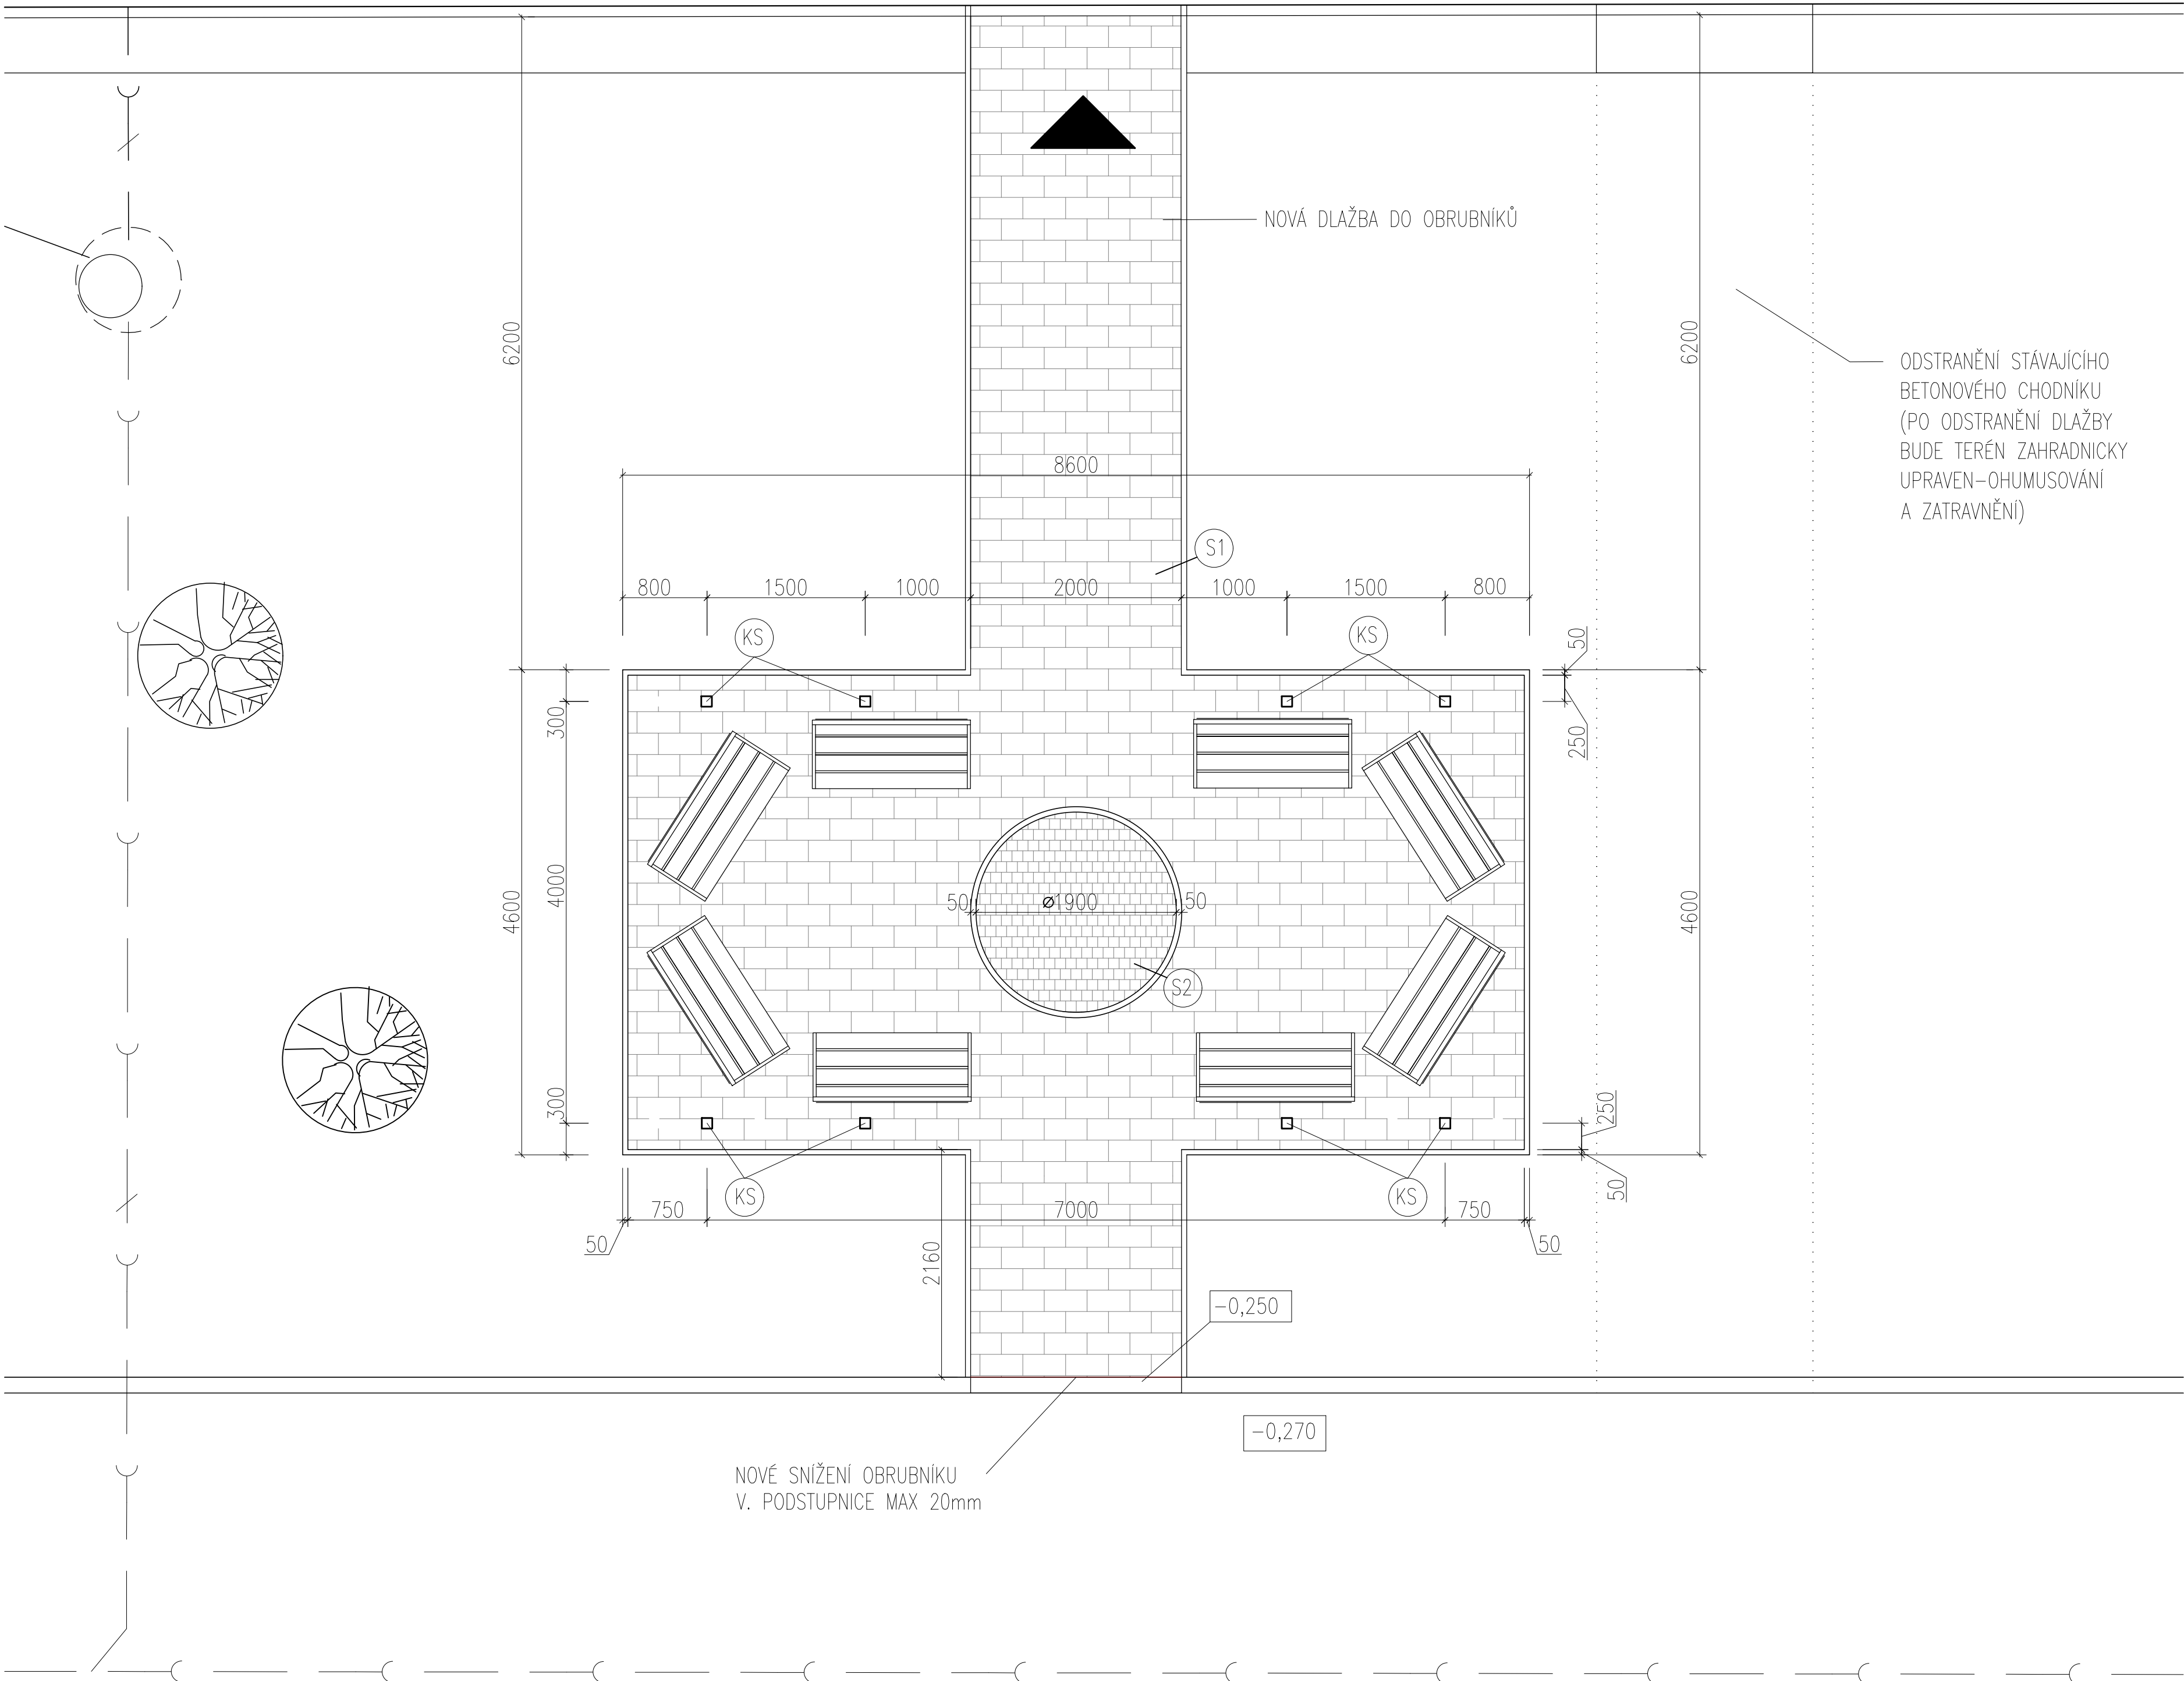 NOVÁ DLAŽBA DO OBRUBNÍKŮ
6200
6200
ODSTRANĚNÍ STÁVAJÍCÍHO
BETONOVÉHO CHODNÍKU
(PO ODSTRANĚNÍ DLAŽBY
BUDE TERÉN ZAHRADNICKY
UPRAVEN-OHUMUSOVÁNÍ
A ZATRAVNĚNÍ)
8600
S1
800 1500 1000 2000 1000 1500 800
KS
KS
50
300
250
4000
4600
4600
50 ø1900 50
S2
300
250
KS
KS
50
750 7000 750
50
50
2160
-0,250
-0,270
NOVÉ SNÍŽENÍ OBRUBNÍKU
V. PODSTUPNICE MAX 20mm